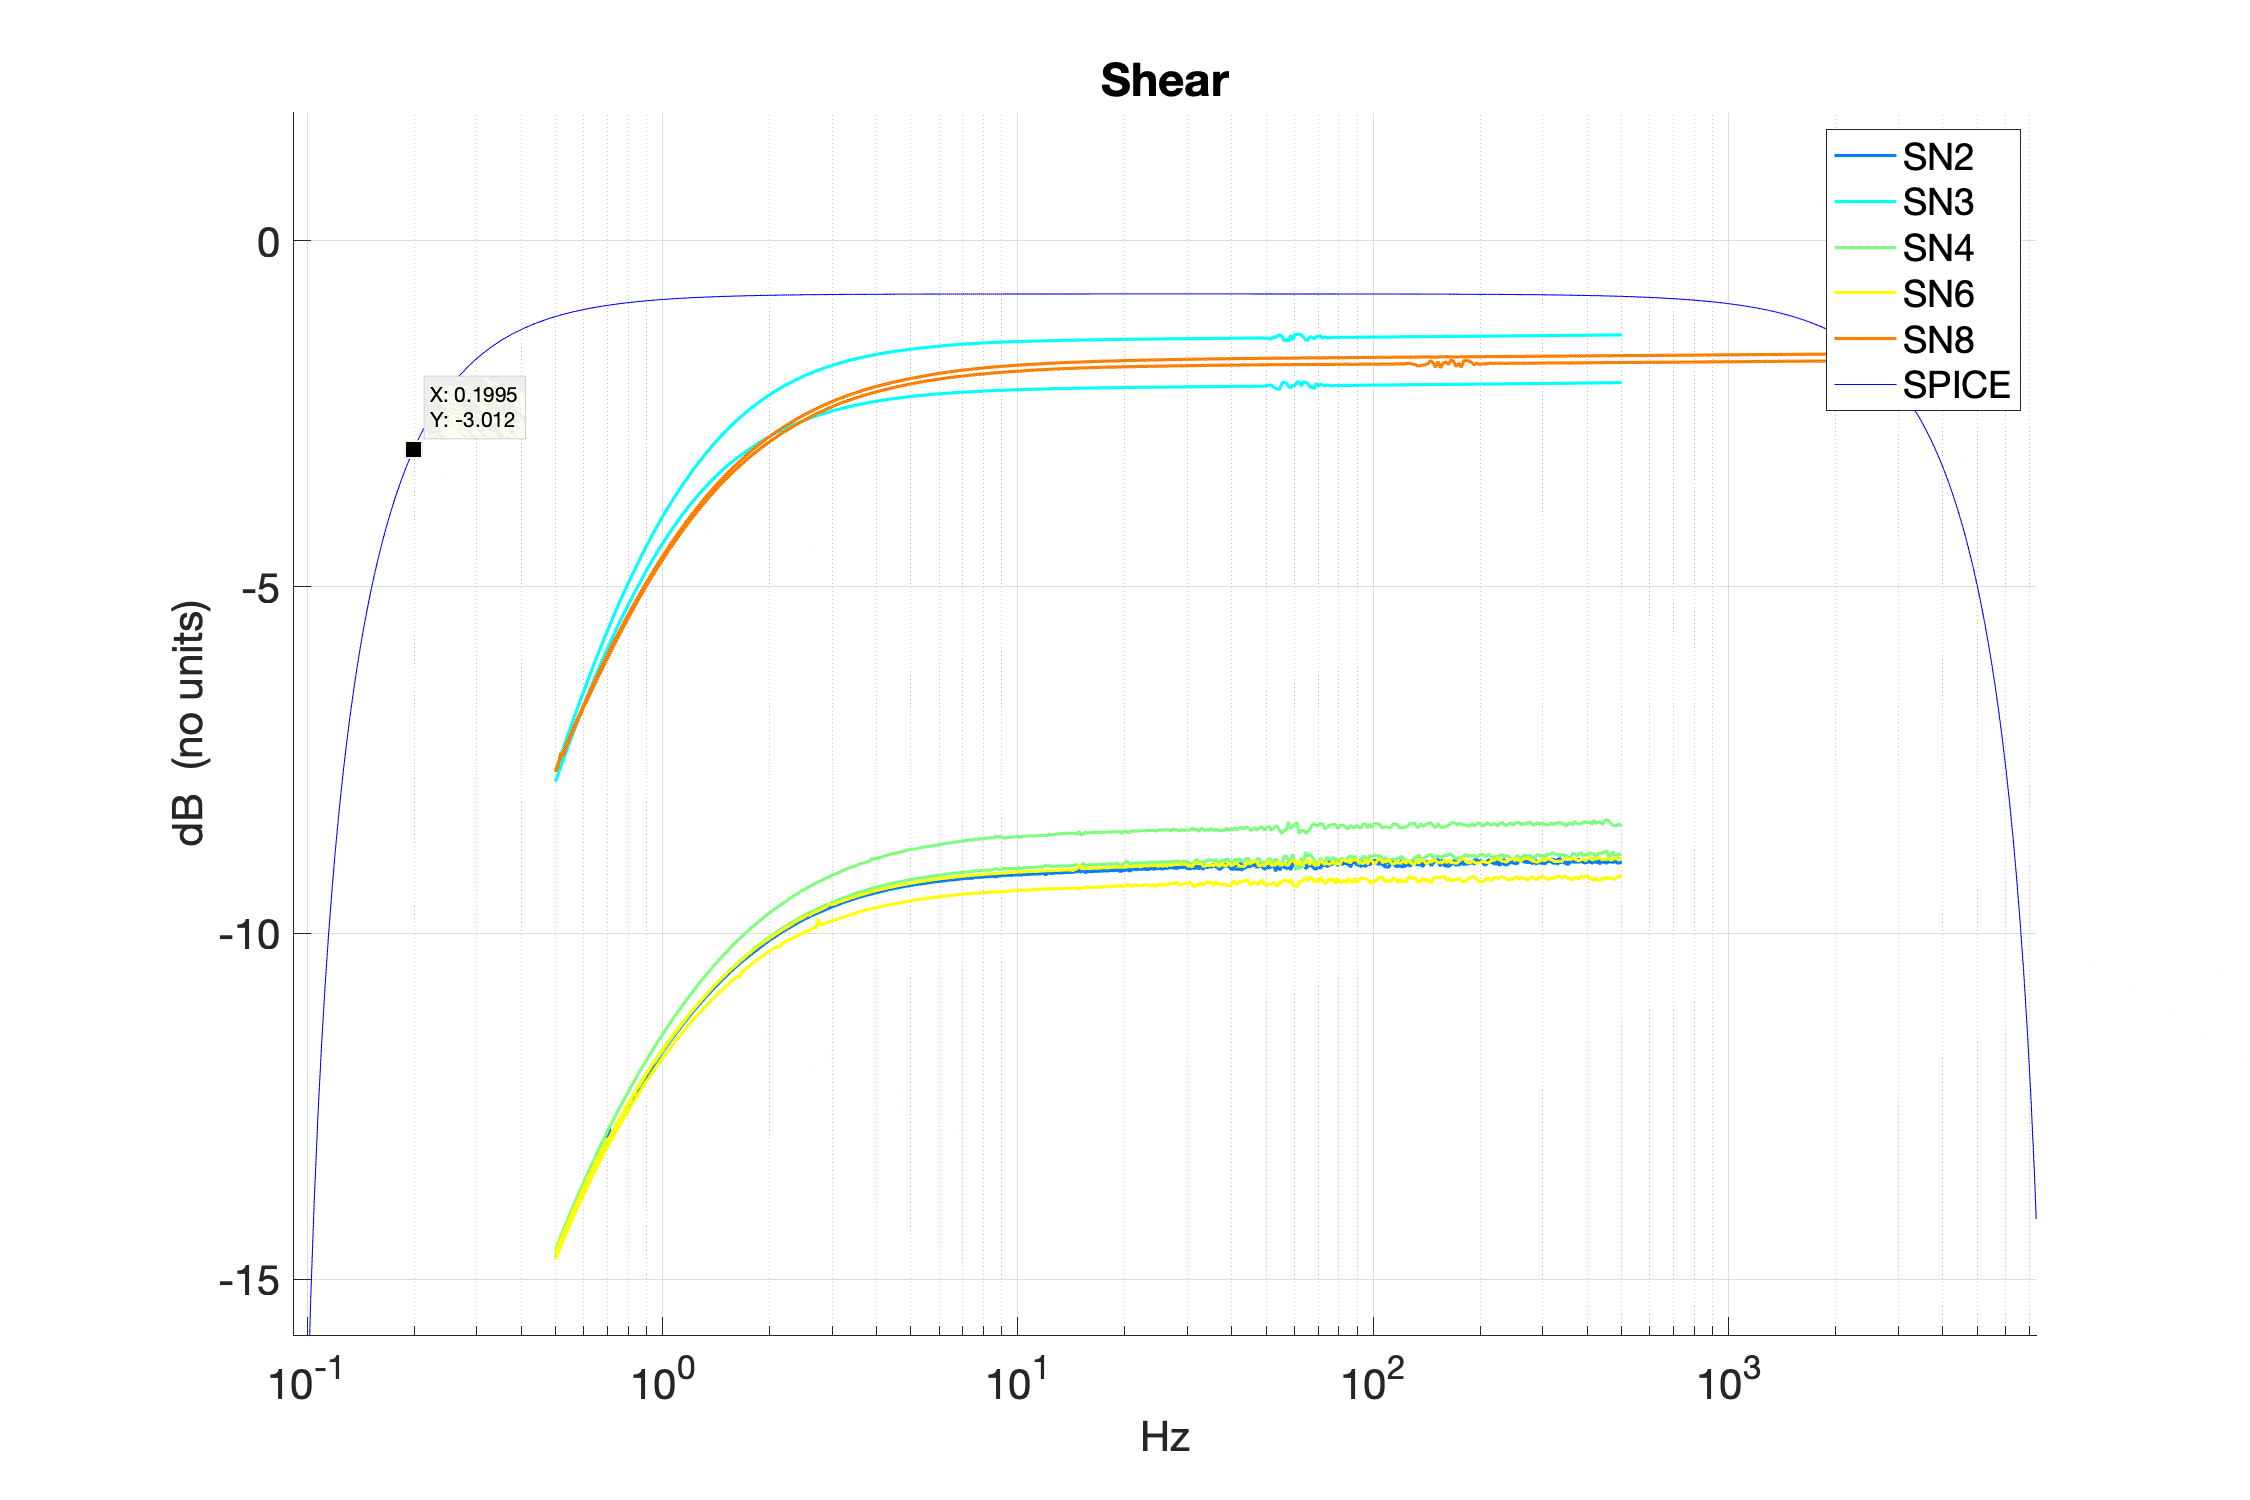 Shear
SN2
SN3
SN4
SN6
SN8
SPICE
X: 0.1995
Y: -3.012
0
-5
-10
-15
dB (no units)
10^-1
10^0
10^1
10^2
10^3
Hz